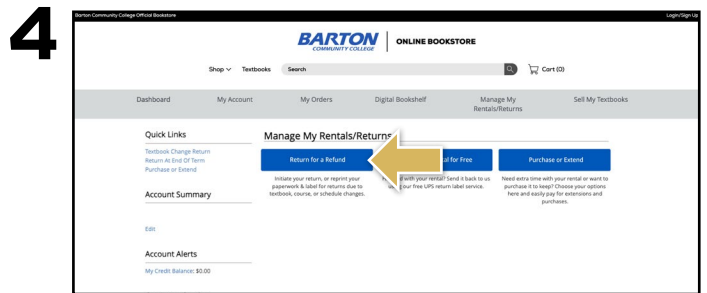 4
Barton Community College Official Bookstore Login/Sign Up
BARTON
COMMUNITY COLLEGE
ONLINE BOOKSTORE
Shop Textbooks Search Cart (0)
Dashboard My Account My Orders Digital Bookshelf Manage My Rentals/Returns Sell My Textbooks
Quick Links
Textbook Change Return
Return At End Of Term
Purchase or Extend
Account Summary
Edit
Account Alerts
My Credit Balance: $0.00
Manage My Rentals/Returns
Return for a Refund
Initiate your return, or reprint your
paperwork & label for returns due to
textbook, course, or schedule changes.
for Free
with your rental? Send it back to us
our free UPS return label service.
Purchase or Extend
Need extra time with your rental or want to
purchase it to keep? Choose your options
here and easily pay for extensions and
purchases.